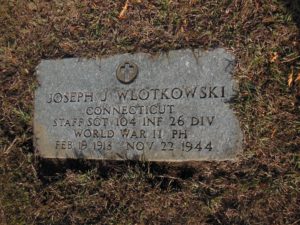 JOSEPH J WLOTKOWSKI
CONNECTICUT
STAFF SGT 104 INF 26 DIV
WORLD WAR II PH
FEB 19 1918 NOV 22 1944